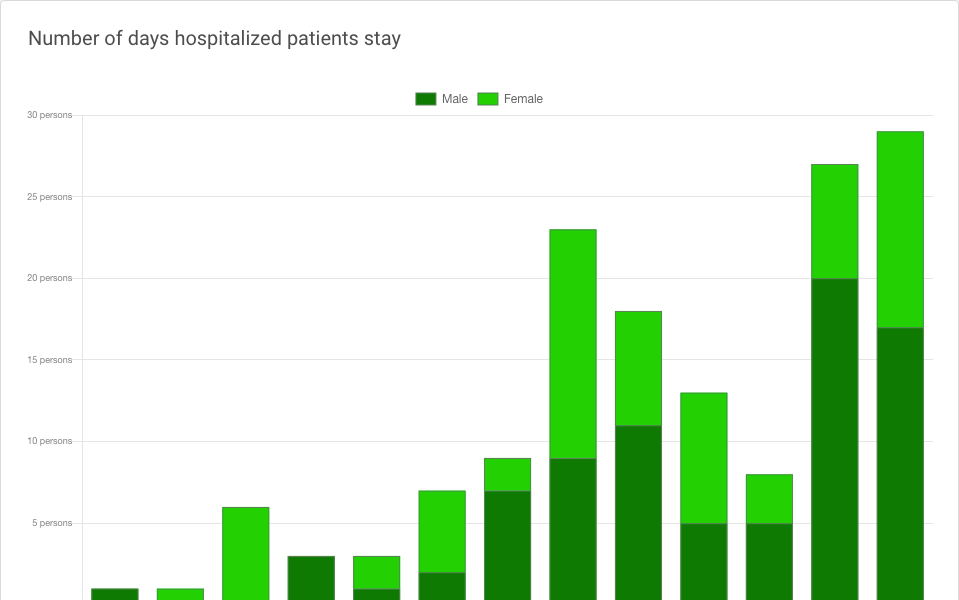 Number of days hospitalized patients stay
Male Female
30 persons
25 persons
20 persons
15 persons
10 persons
5 persons